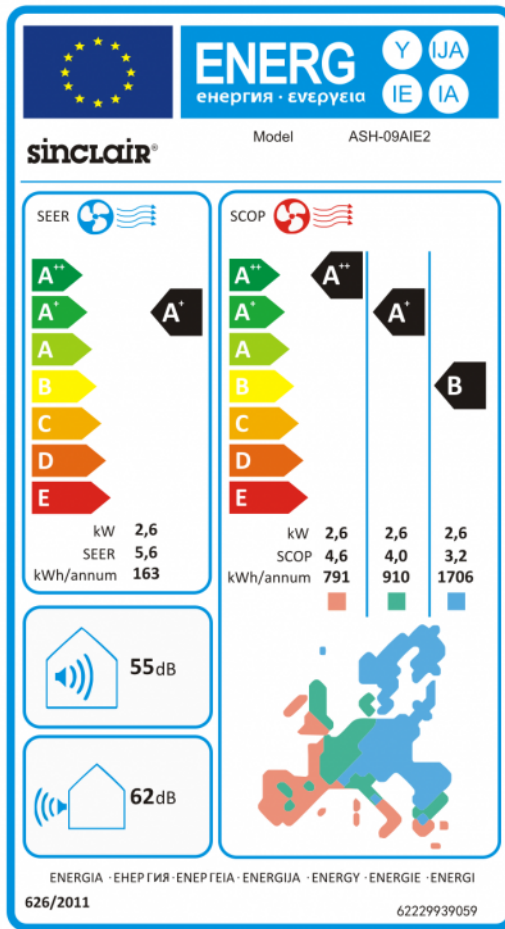 ENERG
енергия · ενεργεια
Y IJA
IE IA
sinclair®
Model ASH-09AIE2
SEER
A++
A+
A
B
C
D
E
A+
kW 2,6
SEER 5,6
kWh/annum 163
SCOP
A++
A+
A
B
C
D
E
A++
A+
B
kW 2,6 2,6 2,6
SCOP 4,6 4,0 3,2
kWh/annum 791 910 1706
55dB
62dB
ENERGIA · ЕНЕРГИЯ · ΕΝΕΡΓΕΙΑ · ENERGIJA · ENERGY · ENERGIE · ENERGI
626/2011
62229939059